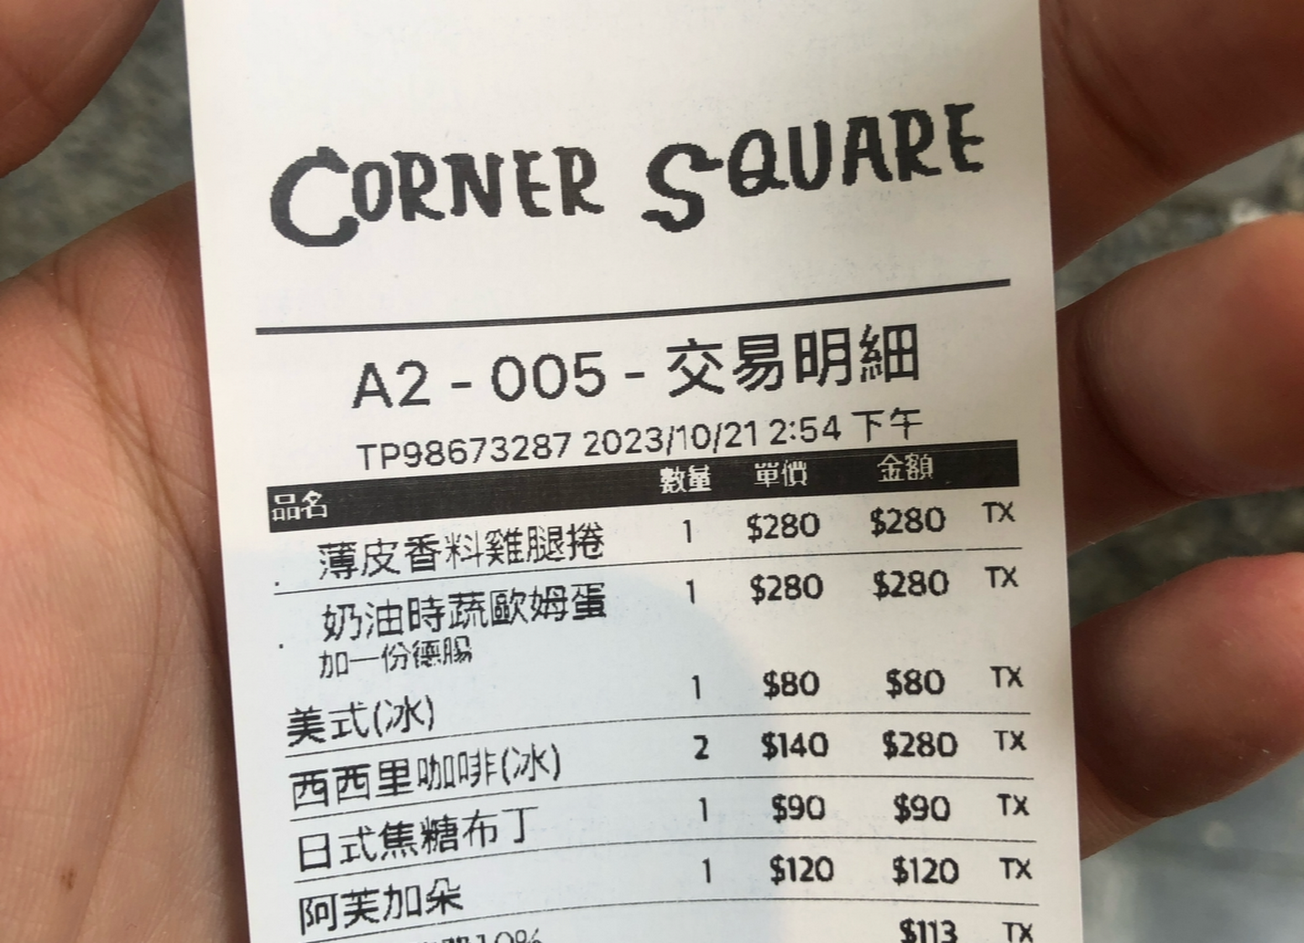 CORNER SQUARE
A2 - 005 - 交易明細
TP98673287 2023/10/21 2:54 下午
品名 數量 單價 金額
薄皮香料雞腿捲 1 $280 $280 TX
奶油時蔬歐姆蛋 1 $280 $280 TX
加一份德腸
美式(冰) 1 $80 $80 TX
西西里咖啡(冰) 2 $140 $280 TX
日式焦糖布丁 1 $90 $90 TX
阿芙加朵 1 $120 $120 TX
10% $113 TX